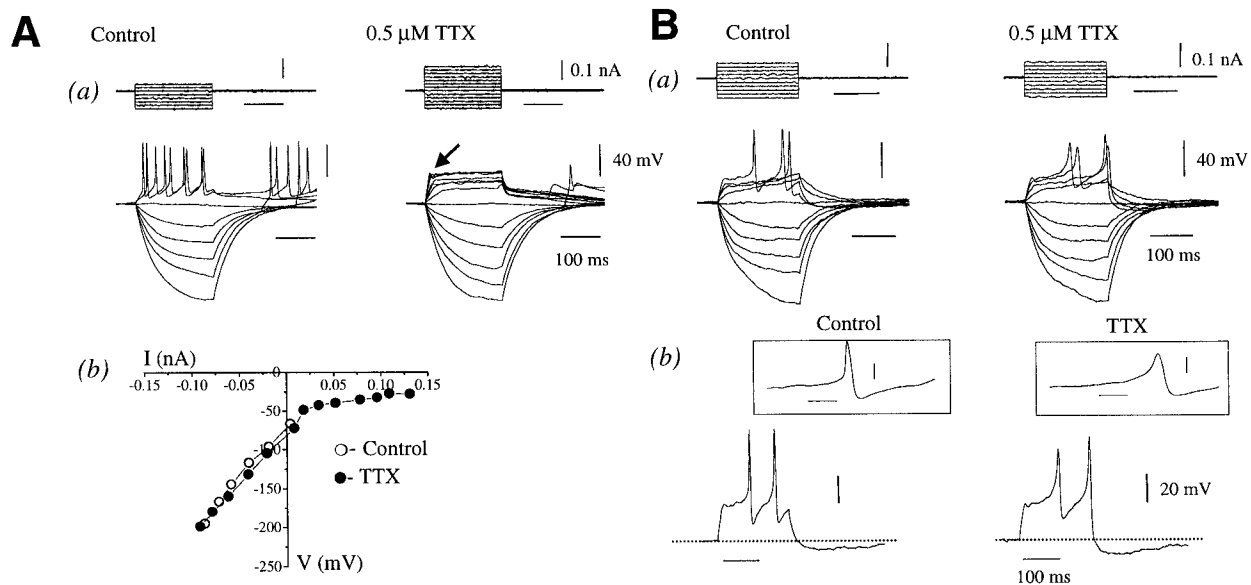 A
Control
0.5 µM TTX
(a)
0.1 nA
40 mV
100 ms
(b)
I (nA)
-0.15 -0.10 -0.05 0.05 0.10 0.15
0
-50
-100
-150
-200
-250
V (mV)
O- Control
●- TTX
B
Control
0.5 µM TTX
(a)
0.1 nA
40 mV
100 ms
(b)
Control
TTX
20 mV
100 ms